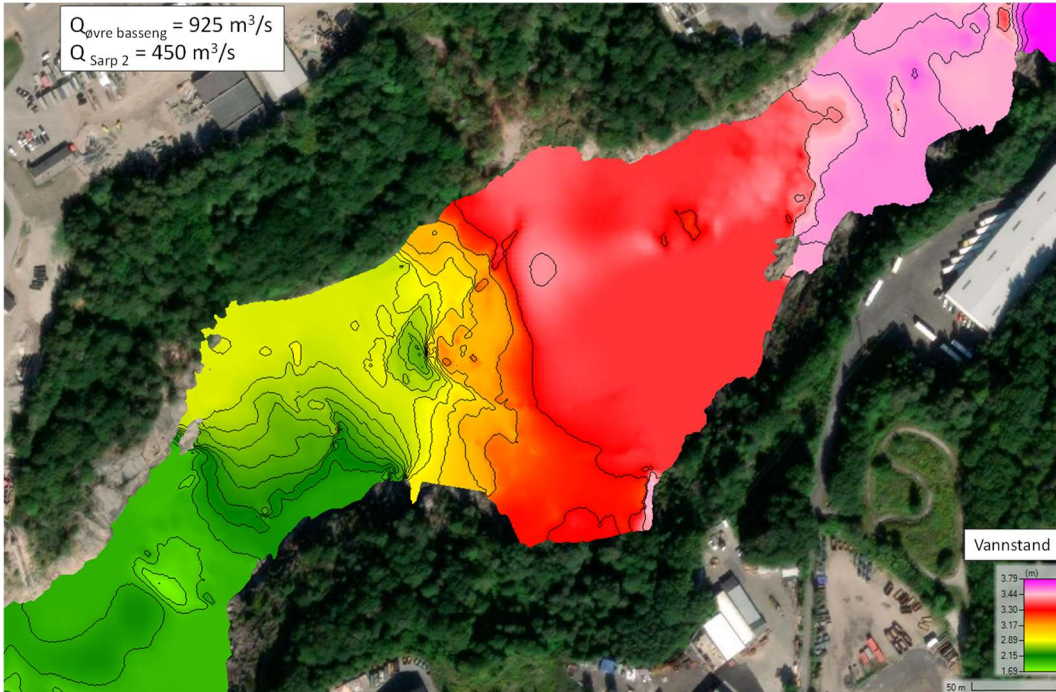 Qøvre basseng = 925 m³/s
Q Sarp 2 = 450 m³/s
Vannstand
(m)
3.79
3.44
3.30
3.17
2.89
2.15
1.69
50 m